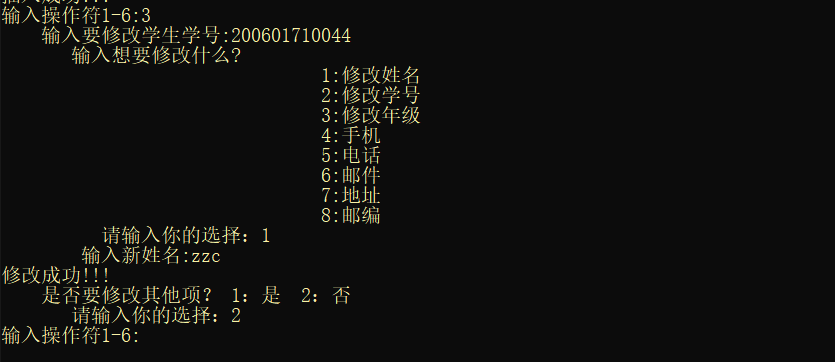 插入成功!!!
输入操作符1-6:3
输入要修改学生学号:200601710044
输入想要修改什么?
1:修改姓名
2:修改学号
3:修改年级
4:手机
5:电话
6:邮件
7:地址
8:邮编
请输入你的选择：1
输入新姓名:zzc
修改成功!!!
是否要修改其他项？ 1：是  2：否
请输入你的选择：2
输入操作符1-6: